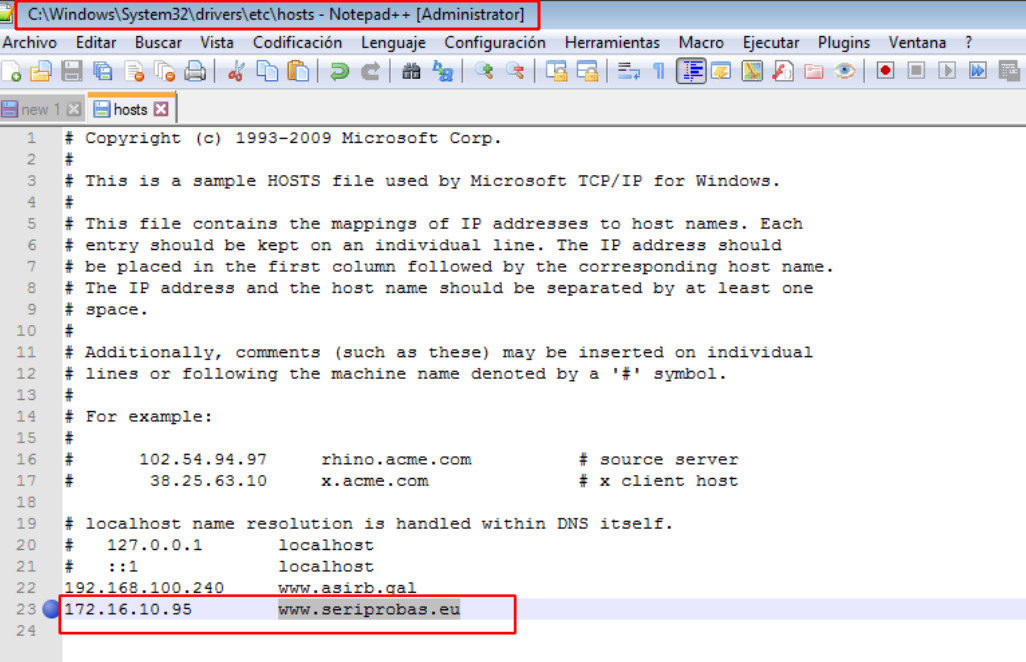 C:\Windows\System32\drivers\etc\hosts - Notepad++ [Administrator]
Archivo Editar Buscar Vista Codificación Lenguaje Configuración Herramientas Macro Ejecutar Plugins Ventana ?
new 1 hosts
1 # Copyright (c) 1993-2009 Microsoft Corp.
2 #
3 # This is a sample HOSTS file used by Microsoft TCP/IP for Windows.
4 #
5 # This file contains the mappings of IP addresses to host names. Each
6 # entry should be kept on an individual line. The IP address should
7 # be placed in the first column followed by the corresponding host name.
8 # The IP address and the host name should be separated by at least one
9 # space.
10 #
11 # Additionally, comments (such as these) may be inserted on individual
12 # lines or following the machine name denoted by a '#' symbol.
13 #
14 # For example:
15 #
16 # 102.54.94.97 rhino.acme.com # source server
17 # 38.25.63.10 x.acme.com # x client host
18
19 # localhost name resolution is handled within DNS itself.
20 # 127.0.0.1 localhost
21 # ::1 localhost
22 192.168.100.240 www.asirb.gal
23 172.16.10.95 www.seriprobas.eu
24